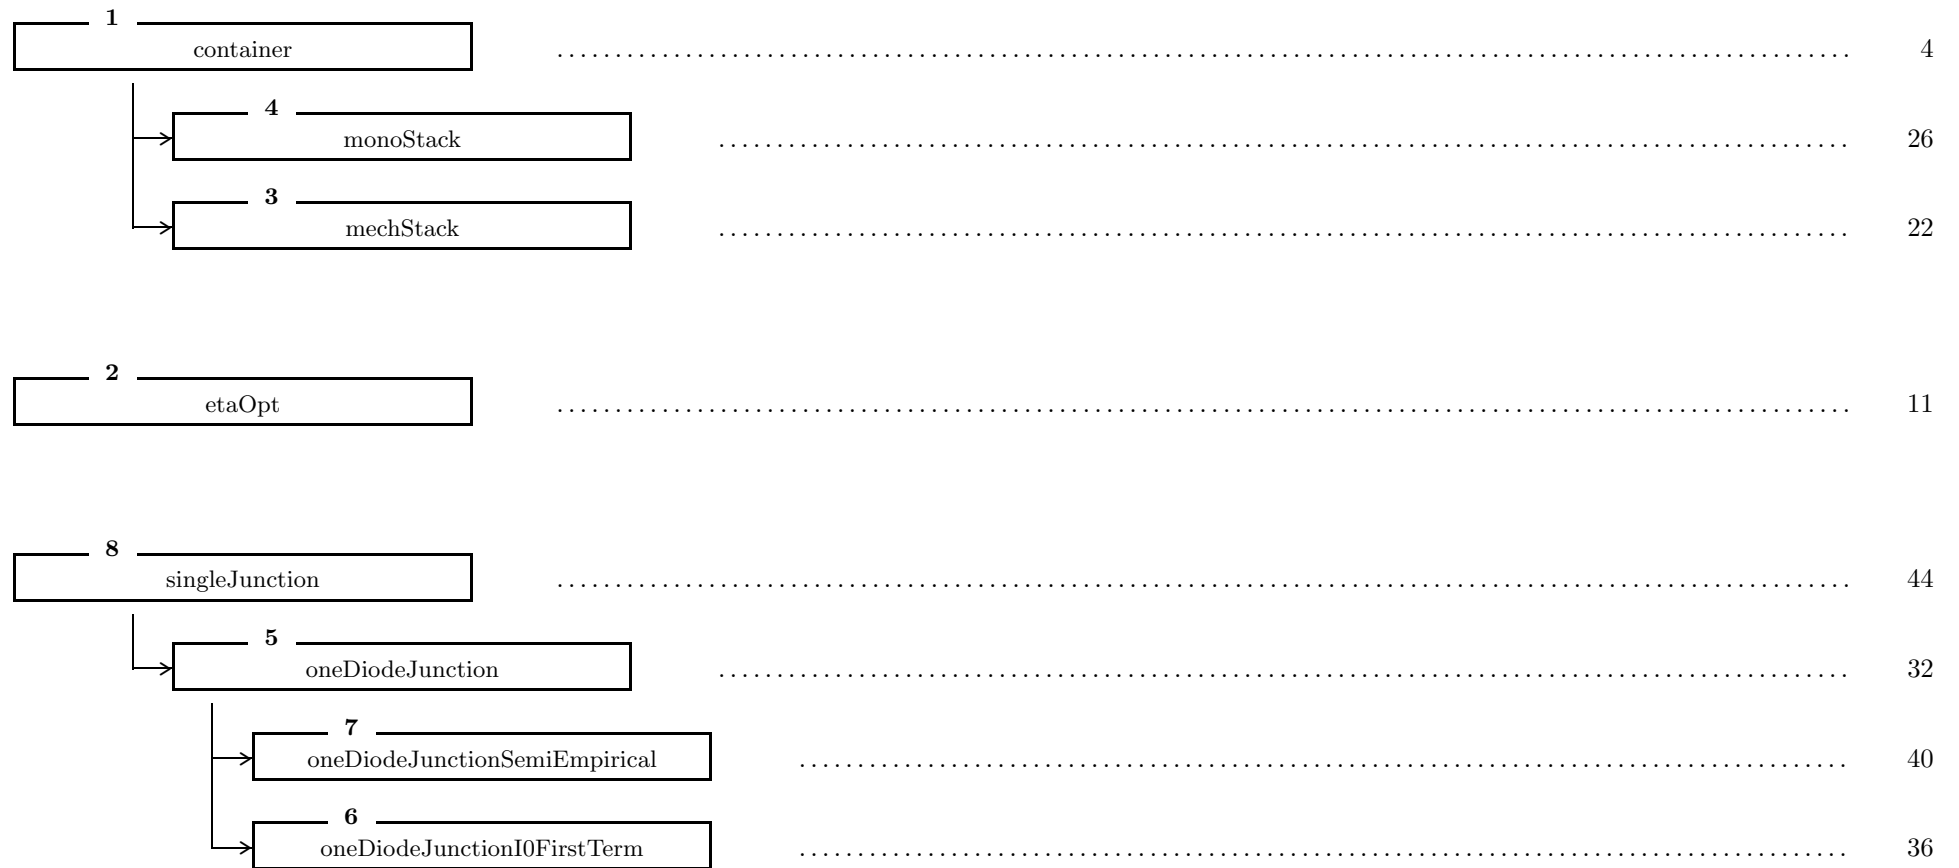 1
container 4
4
monoStack 26
3
mechStack 22
2
etaOpt 11
8
singleJunction 44
5
oneDiodeJunction 32
7
oneDiodeJunctionSemiEmpirical 40
6
oneDiodeJunctionI0FirstTerm 36